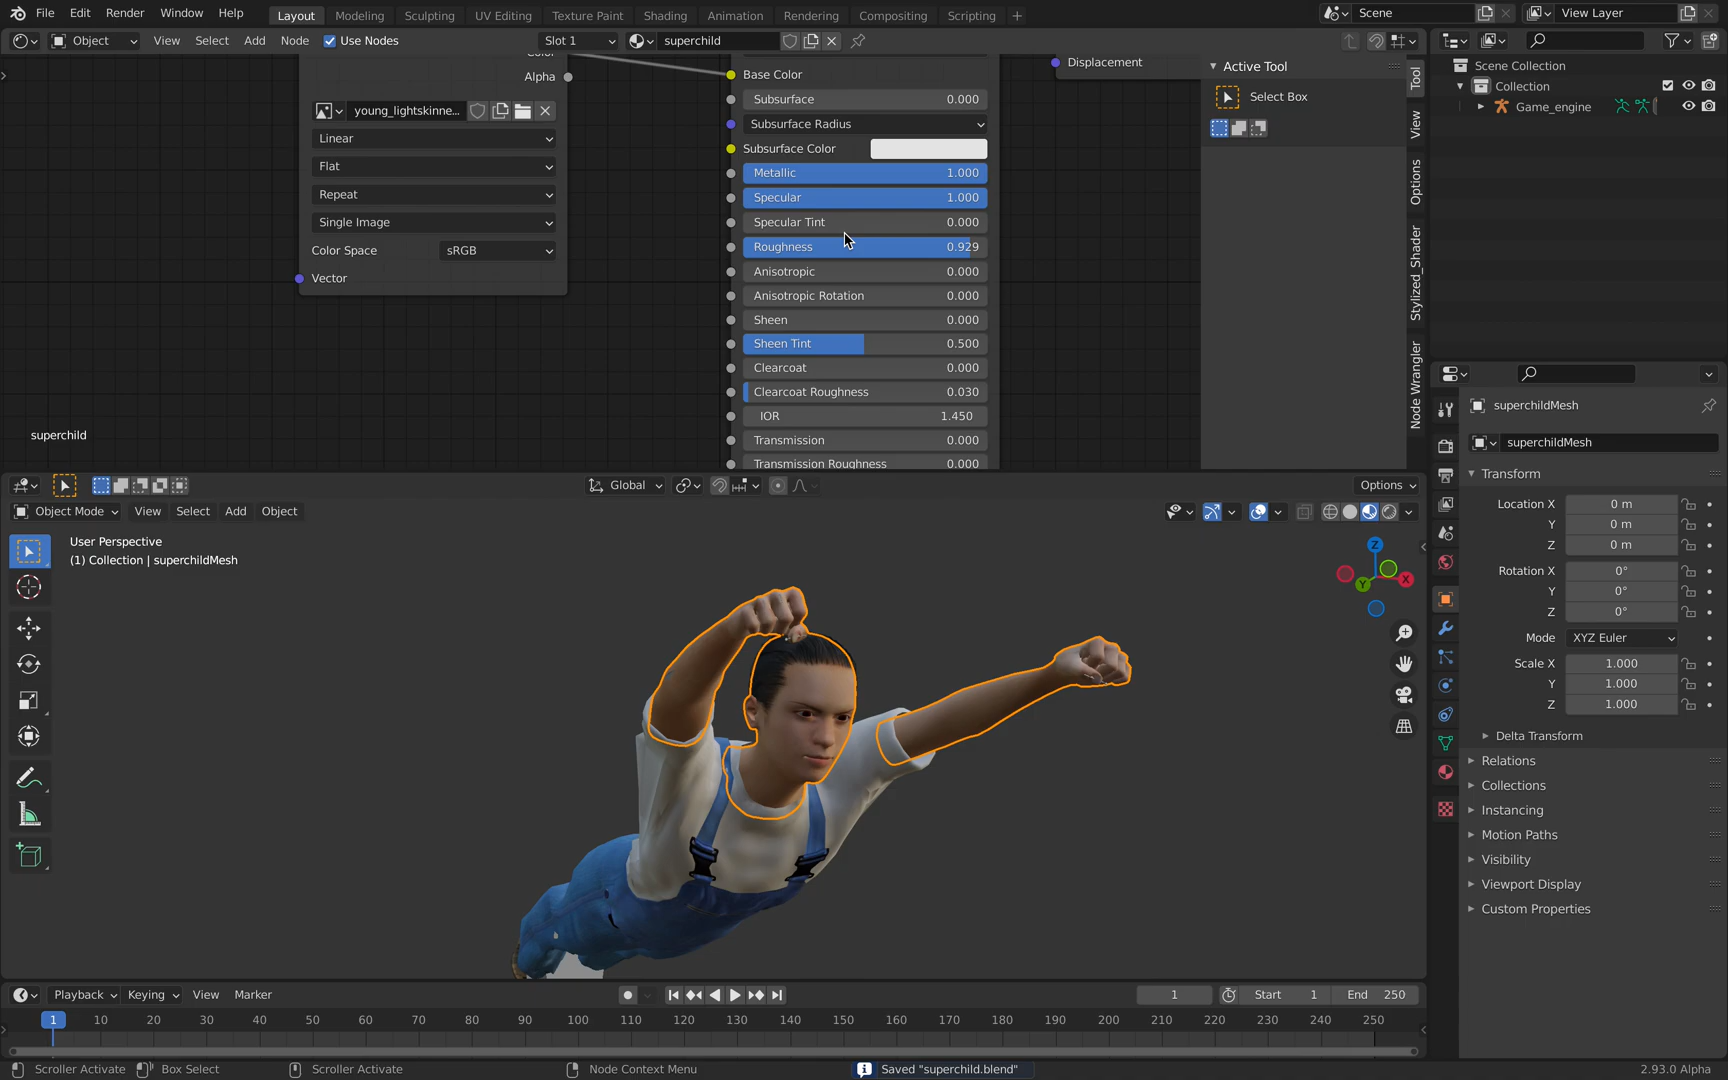 File Edit Render Window Help Layout Modeling Sculpting UV Editing Texture Paint Shading Animation Rendering Compositing Scripting + Scene View Layer
Object View Select Add Node Use Nodes Slot 1 superchild
Alpha
young_lightskinne...
Linear
Flat
Repeat
Single Image
Color Space sRGB
Vector
superchild
Base Color
Subsurface 0.000
Subsurface Radius
Subsurface Color
Metallic 1.000
Specular 1.000
Specular Tint 0.000
Roughness 0.929
Anisotropic 0.000
Anisotropic Rotation 0.000
Sheen 0.000
Sheen Tint 0.500
Clearcoat 0.000
Clearcoat Roughness 0.030
IOR 1.450
Transmission 0.000
Transmission Roughness 0.000
Displacement
Active Tool
Select Box
Tool
View
Options
Stylized_Shader
Node Wrangler
Scene Collection
Collection
Game_engine
superchildMesh
superchildMesh
Transform
Location X 0 m
Y 0 m
Z 0 m
Rotation X 0°
Y 0°
Z 0°
Mode XYZ Euler
Scale X 1.000
Y 1.000
Z 1.000
Delta Transform
Relations
Collections
Instancing
Motion Paths
Visibility
Viewport Display
Custom Properties
Global Options
Object Mode View Select Add Object
User Perspective
(1) Collection | superchildMesh
Z
X
Y
Playback Keying View Marker 1 Start 1 End 250
1 10 20 30 40 50 60 70 80 90 100 110 120 130 140 150 160 170 180 190 200 210 220 230 240 250
Scroller Activate Box Select Scroller Activate Node Context Menu Saved "superchild.blend" 2.93.0 Alpha